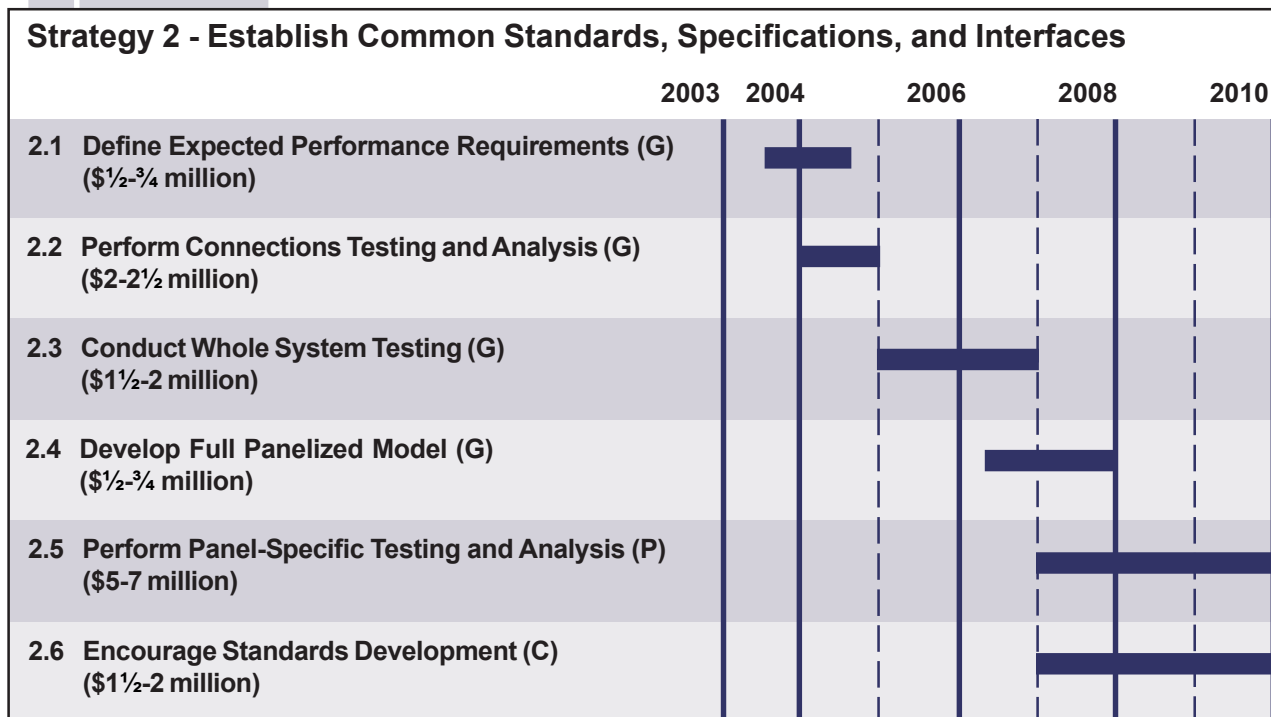 Strategy 2 - Establish Common Standards, Specifications, and Interfaces
2003 2004 2006 2008 2010
2.1 Define Expected Performance Requirements (G)
($½-¾ million)
2.2 Perform Connections Testing and Analysis (G)
($2-2½ million)
2.3 Conduct Whole System Testing (G)
($1½-2 million)
2.4 Develop Full Panelized Model (G)
($½-¾ million)
2.5 Perform Panel-Specific Testing and Analysis (P)
($5-7 million)
2.6 Encourage Standards Development (C)
($1½-2 million)